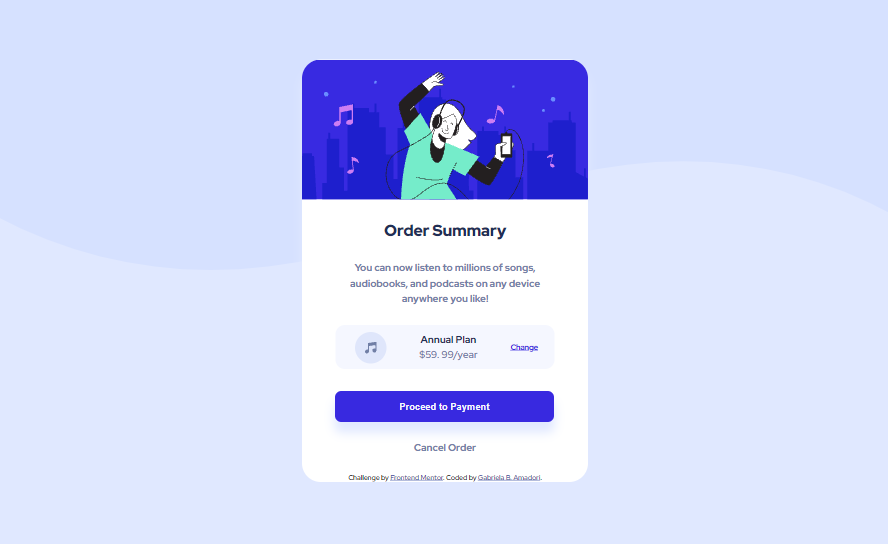 Order Summary
You can now listen to millions of songs,
audiobooks, and podcasts on any device
anywhere you like!
Annual Plan
$59. 99/year
Change
Proceed to Payment
Cancel Order
Challenge by Frontend Mentor. Coded by Gabriela B. Amadori.